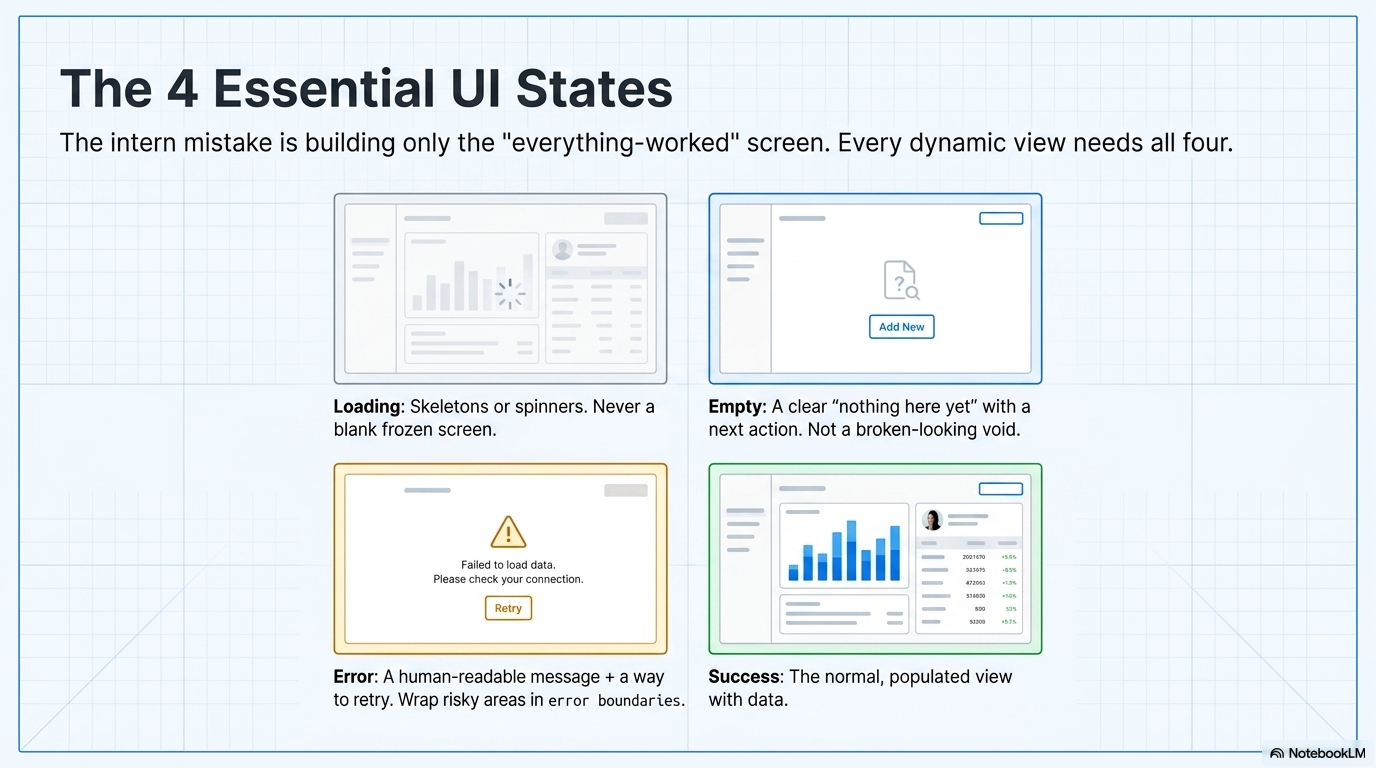 The 4 Essential UI States
The intern mistake is building only the "everything-worked" screen. Every dynamic view needs all four.
Loading: Skeletons or spinners. Never a
blank frozen screen.
Add New
Empty: A clear “nothing here yet” with a
next action. Not a broken-looking void.
Failed to load data.
Please check your connection.
Retry
Error: A human-readable message + a way
to retry. Wrap risky areas in error boundaries.
Success: The normal, populated view
with data.
NotebookLM